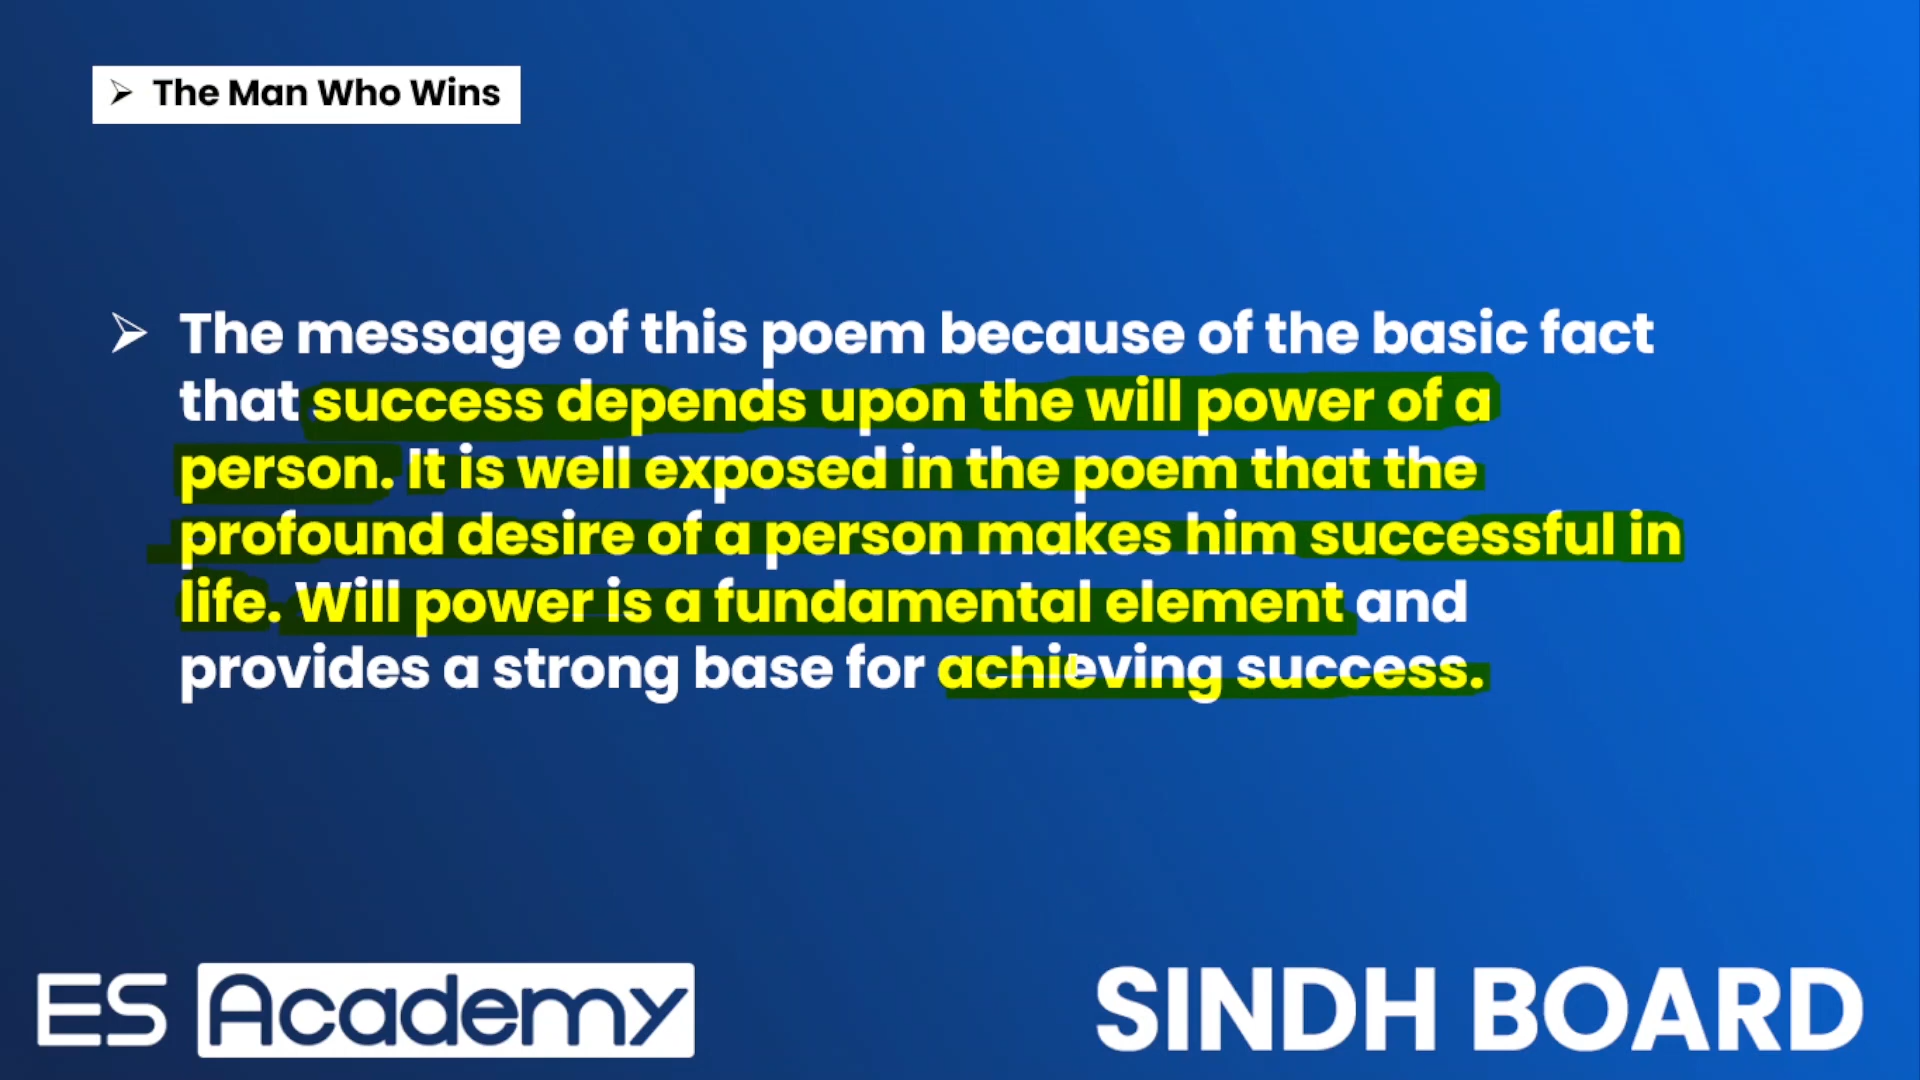 ➢ The Man Who Wins
➢ The message of this poem because of the basic fact
that success depends upon the will power of a
person. It is well exposed in the poem that the
profound desire of a person makes him successful in
life. Will power is a fundamental element and
provides a strong base for achieving success.
ES Academy
SINDH BOARD